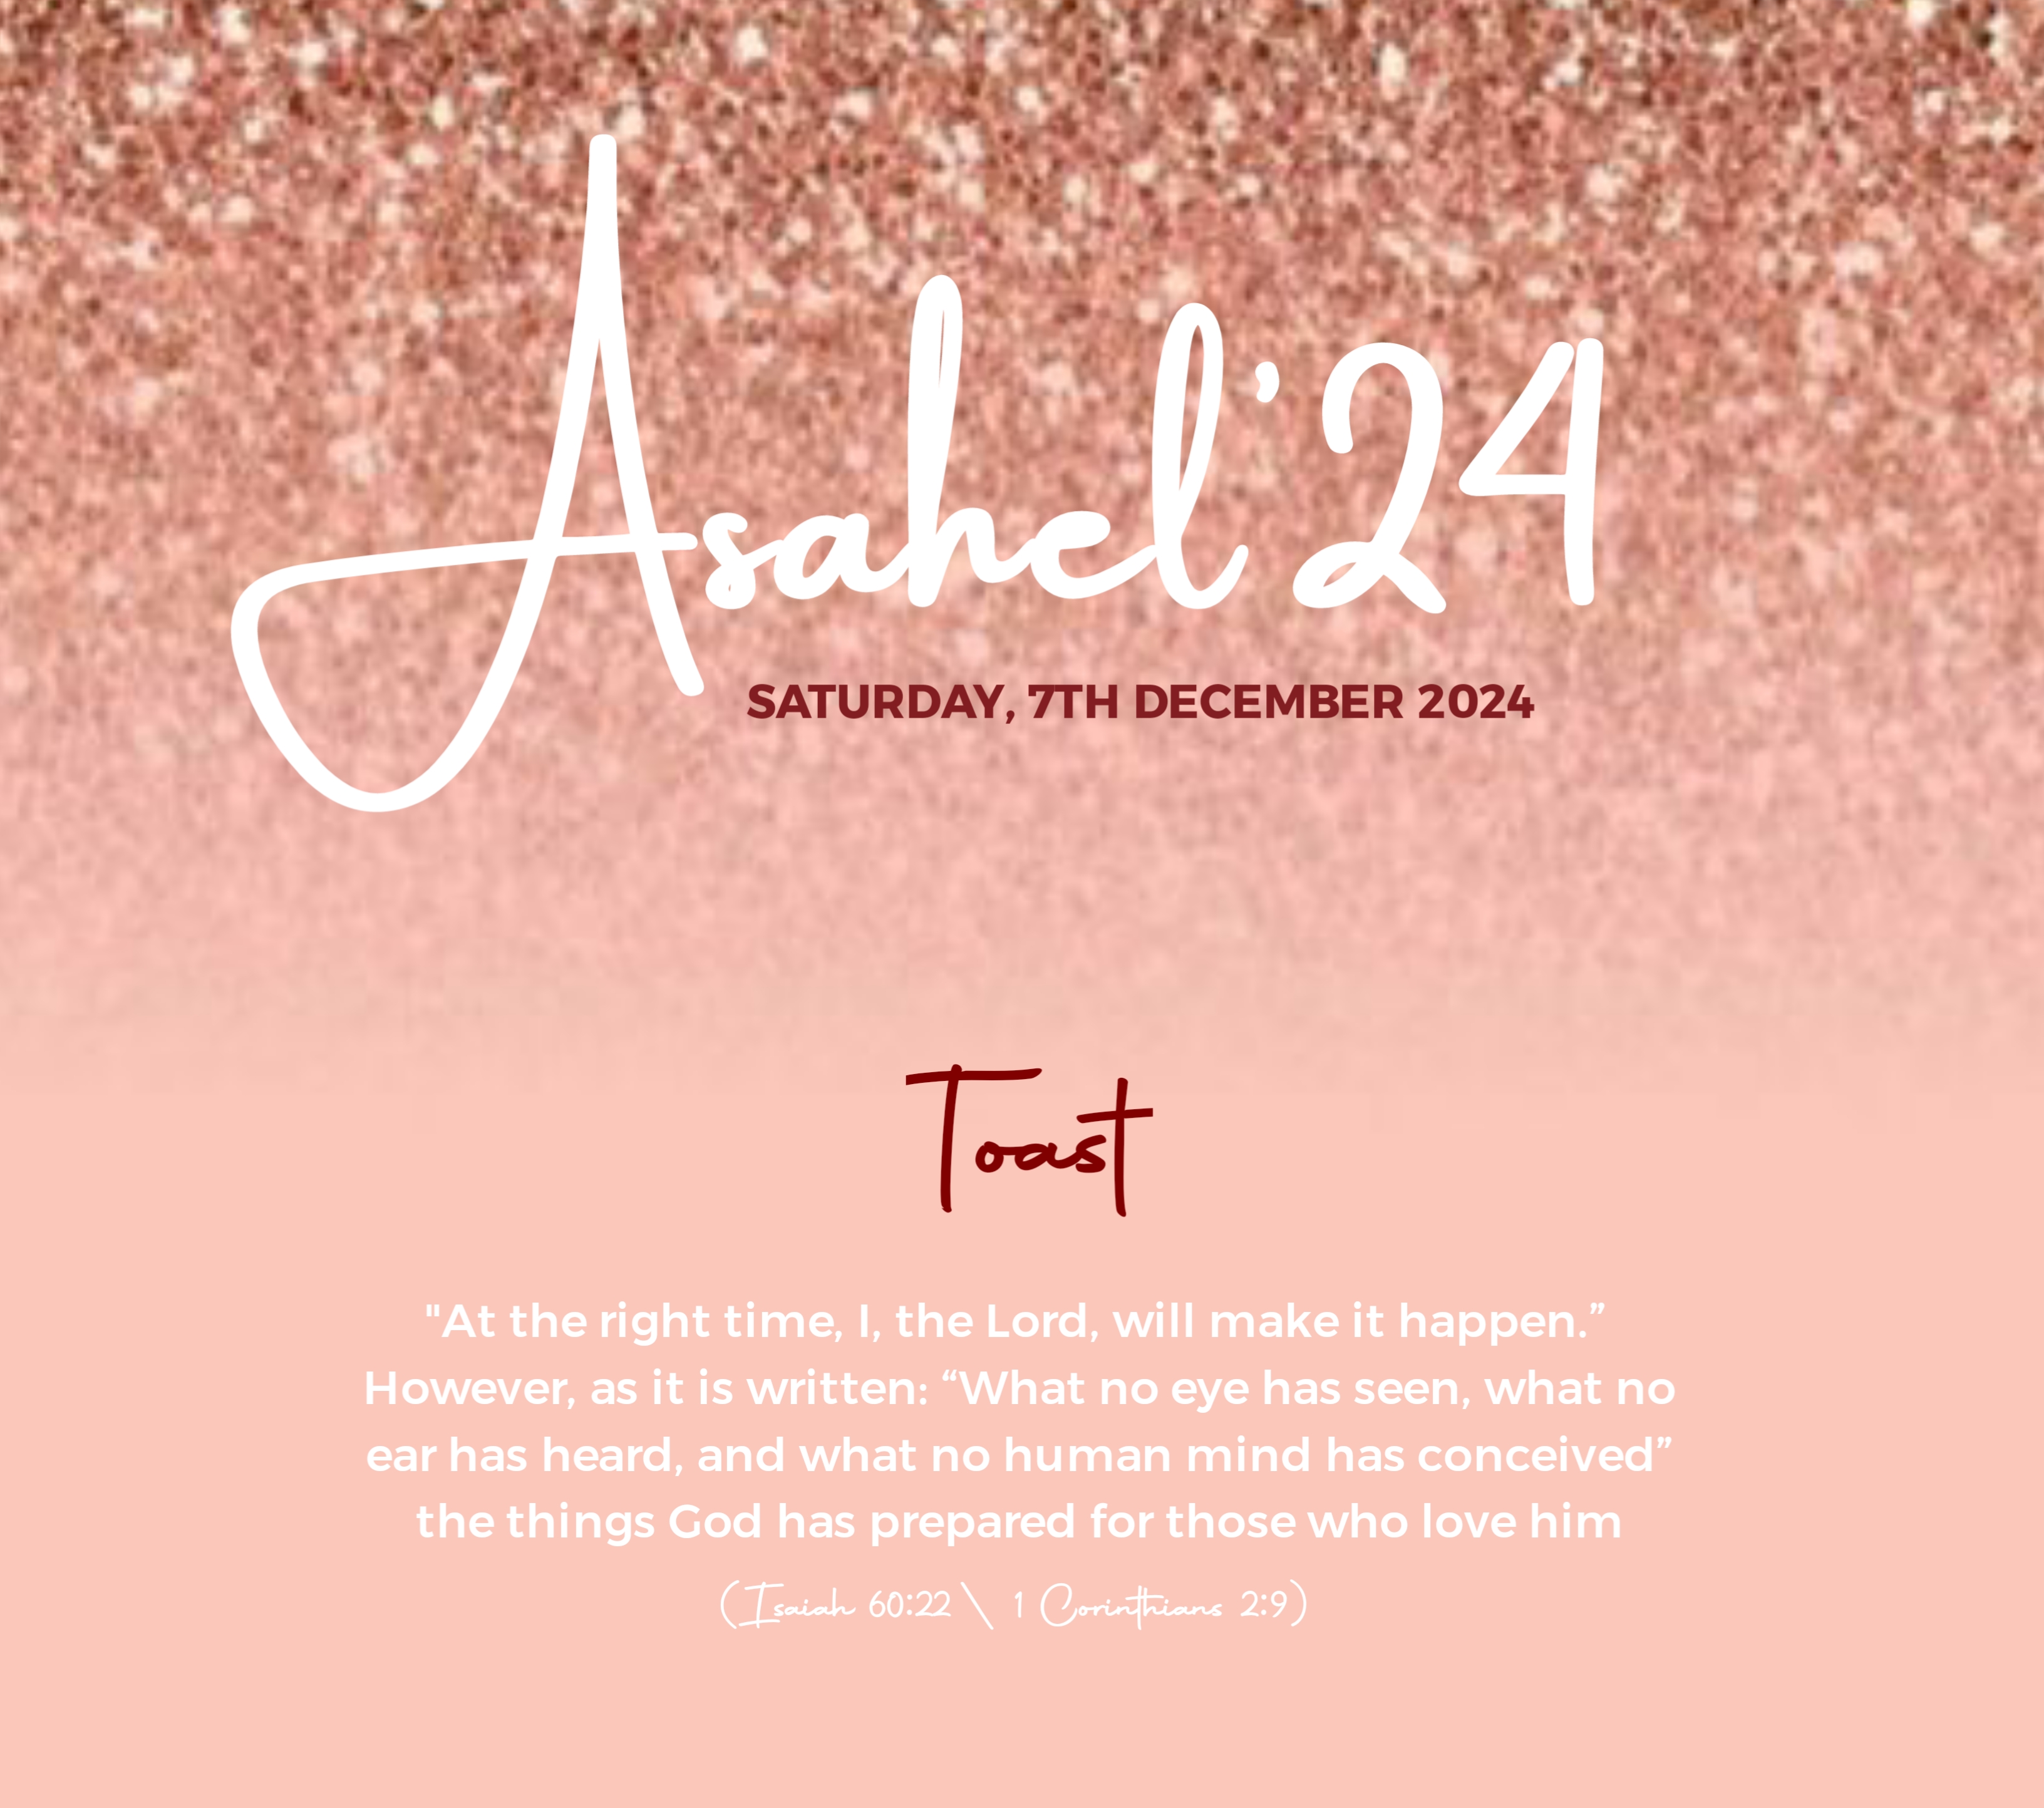 Asahel’24
SATURDAY, 7TH DECEMBER 2024
Toast
"At the right time, I, the Lord, will make it happen.”
However, as it is written: “What no eye has seen, what no
ear has heard, and what no human mind has conceived”
the things God has prepared for those who love him
(Isaiah 60:22 \ 1 Corinthians 2:9)